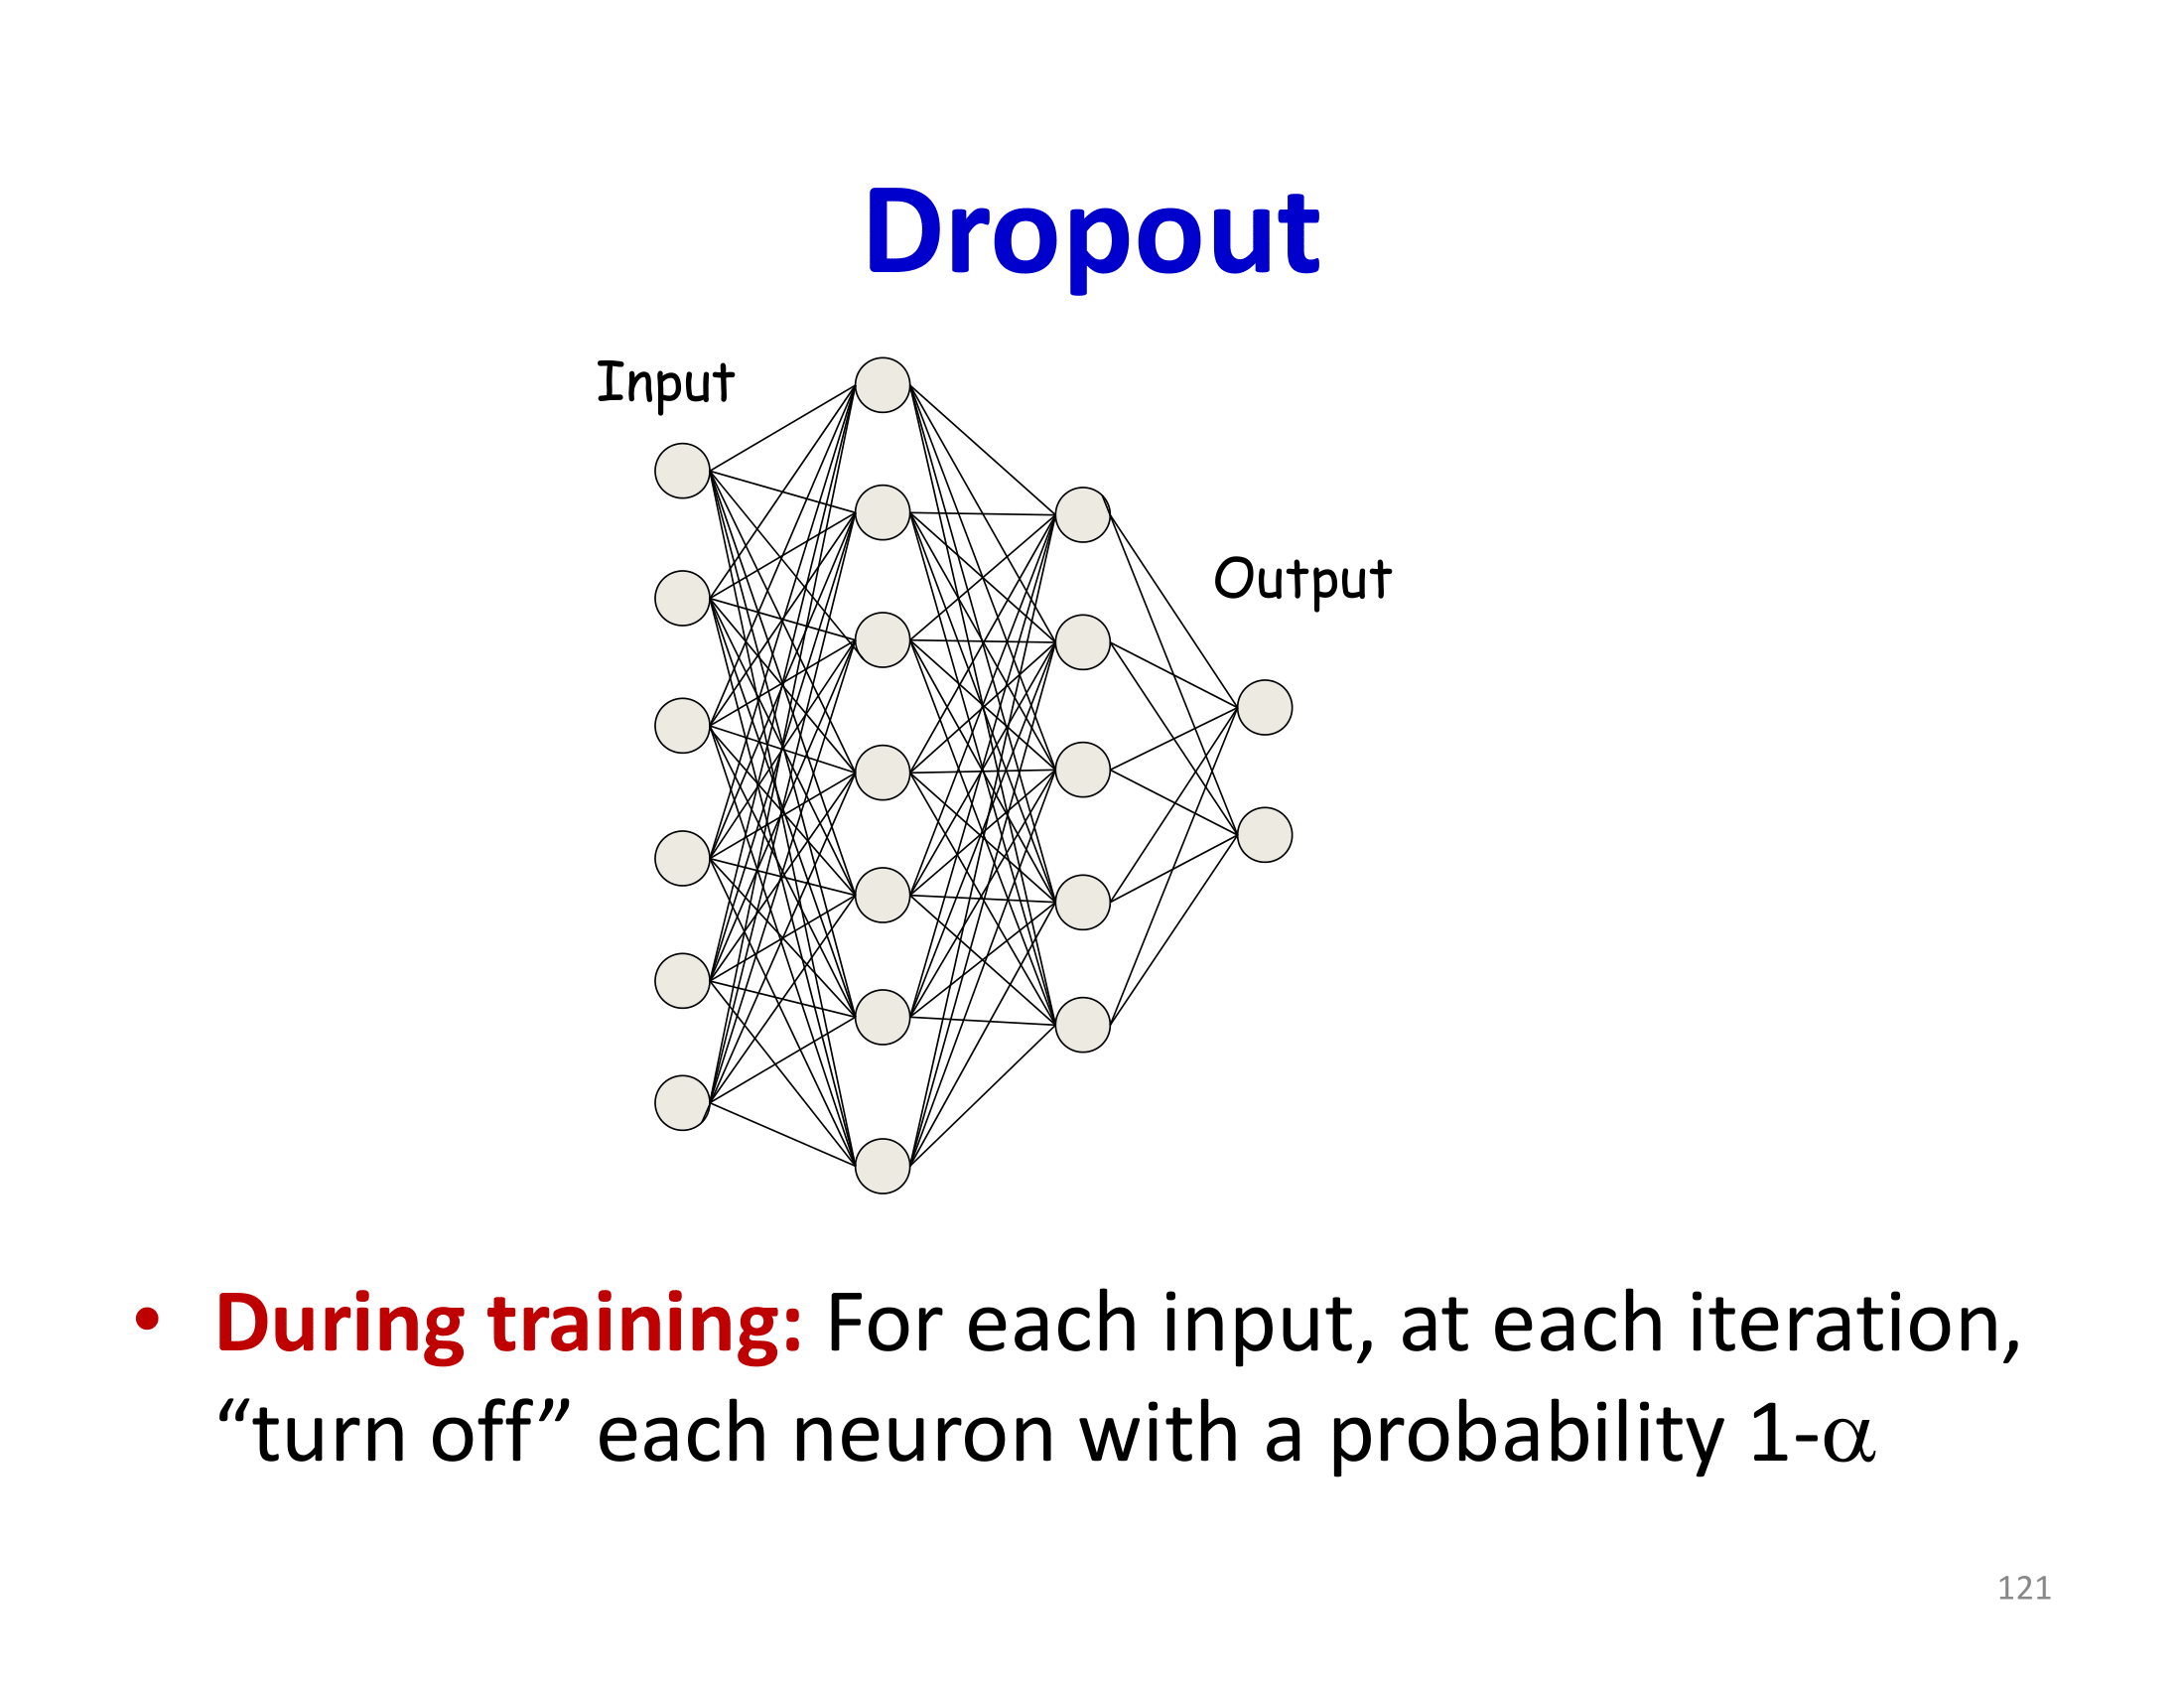 Dropout
Input
Output
• During training: For each input, at each iteration,
“turn off” each neuron with a probability 1-α
121